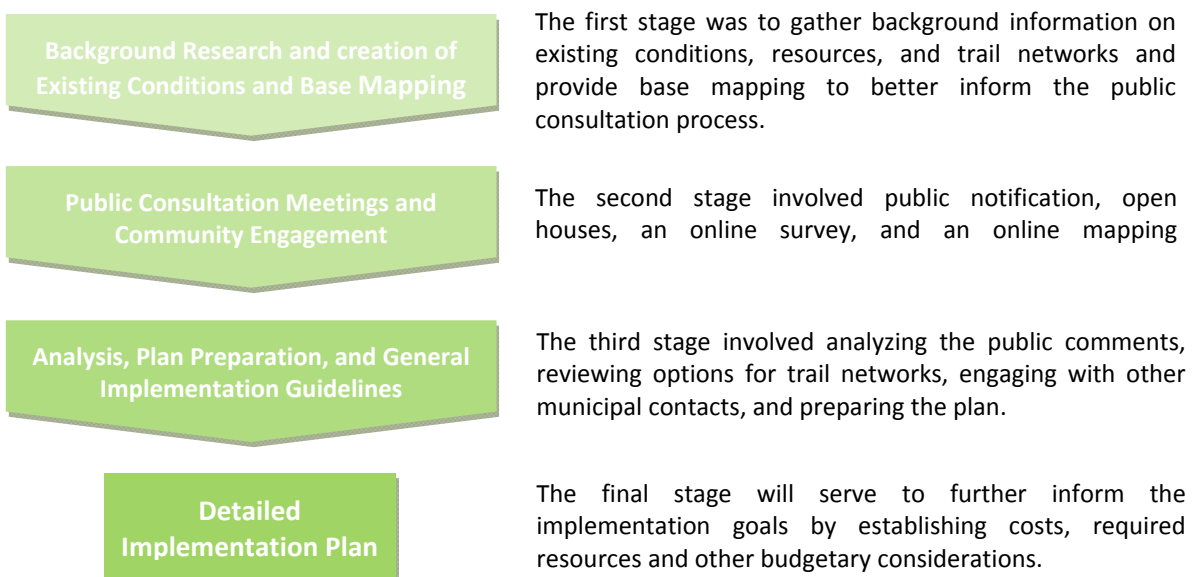 Background Research and creation of
Existing Conditions and Base Mapping
The first stage was to gather background information on
existing conditions, resources, and trail networks and
provide base mapping to better inform the public
consultation process.
Public Consultation Meetings and
Community Engagement
The second stage involved public notification, open
houses, an online survey, and an online mapping
Analysis, Plan Preparation, and General
Implementation Guidelines
The third stage involved analyzing the public comments,
reviewing options for trail networks, engaging with other
municipal contacts, and preparing the plan.
Detailed
Implementation Plan
The final stage will serve to further inform the
implementation goals by establishing costs, required
resources and other budgetary considerations.